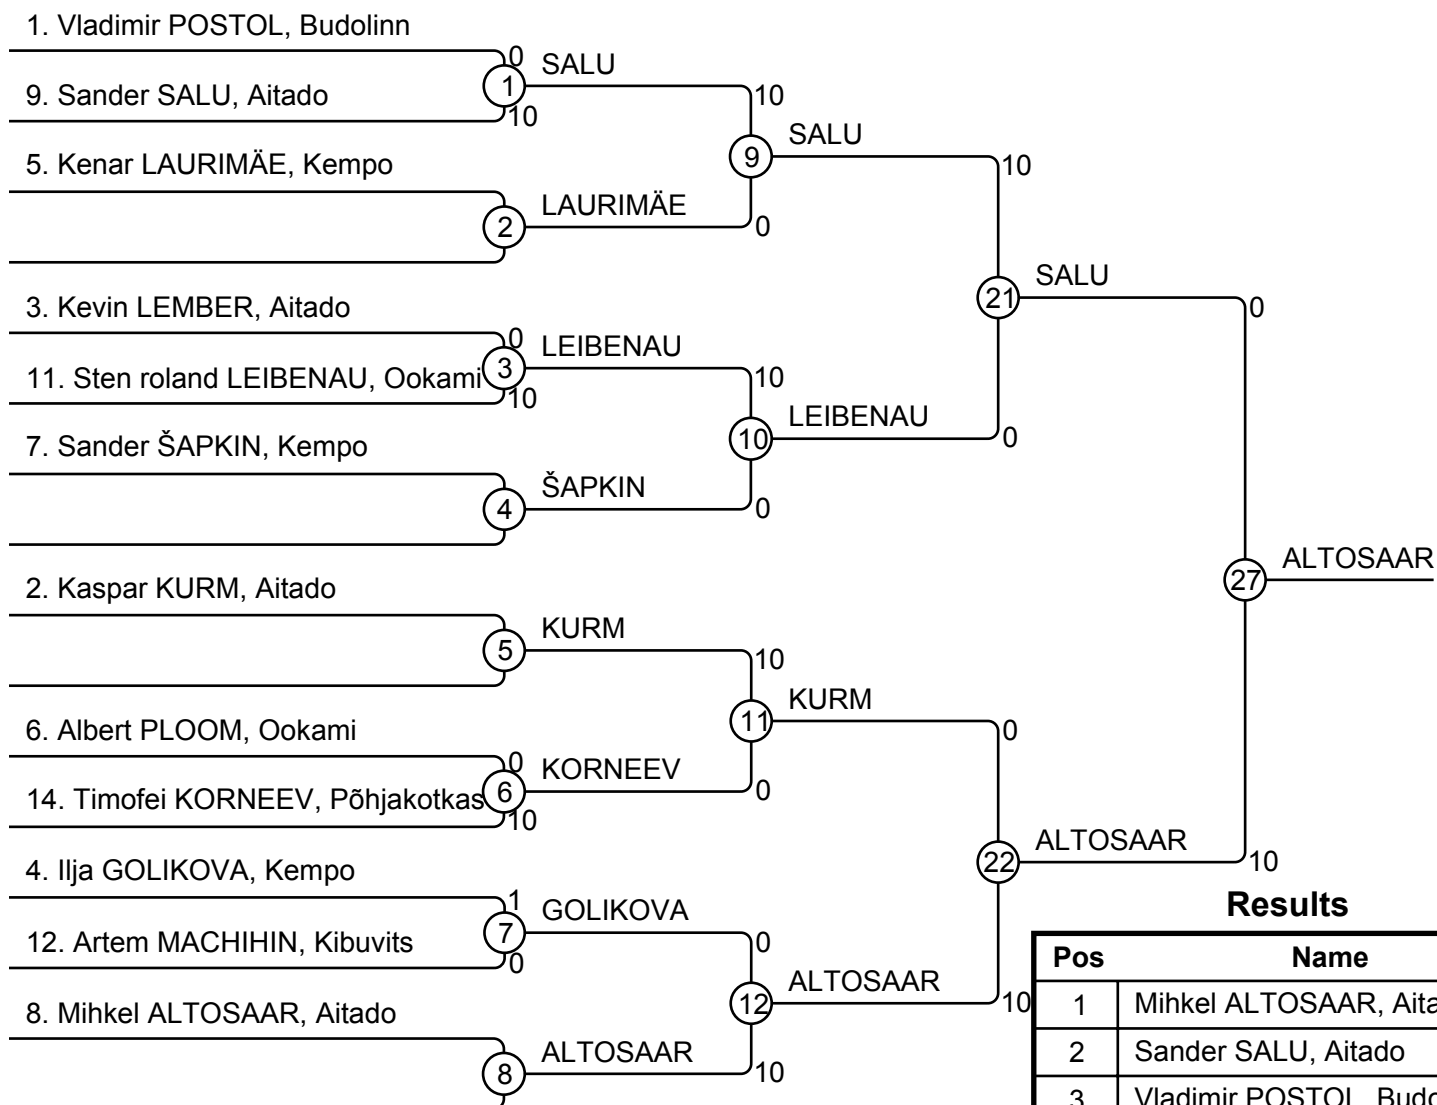 1. Vladimir POSTOL, Budolinn
0
SALU
1
9. Sander SALU, Aitado
10
10
SALU
9
5. Kenar LAURIMÄE, Kempo
10
LAURIMÄE
2
0
SALU
21
3. Kevin LEMBER, Aitado
0
0
LEIBENAU
3
11. Sten roland LEIBENAU, Ookami
10
10
LEIBENAU
10
0
7. Sander ŠAPKIN, Kempo
ŠAPKIN
4
0
ALTOSAAR
27
2. Kaspar KURM, Aitado
KURM
5
10
KURM
11
6. Albert PLOOM, Ookami
0
0
KORNEEV
6
0
14. Timofei KORNEEV, Põhjakotkas
10
ALTOSAAR
22
10
4. Ilja GOLIKOVA, Kempo
1
GOLIKOVA
7
12. Artem MACHIHIN, Kibuvits
0
0
ALTOSAAR
12
10
8. Mihkel ALTOSAAR, Aitado
ALTOSAAR
8
10
Results
Pos Name
1 Mihkel ALTOSAAR,
2 Sander SALU, Aitado
3 Vladimir POSTOL,